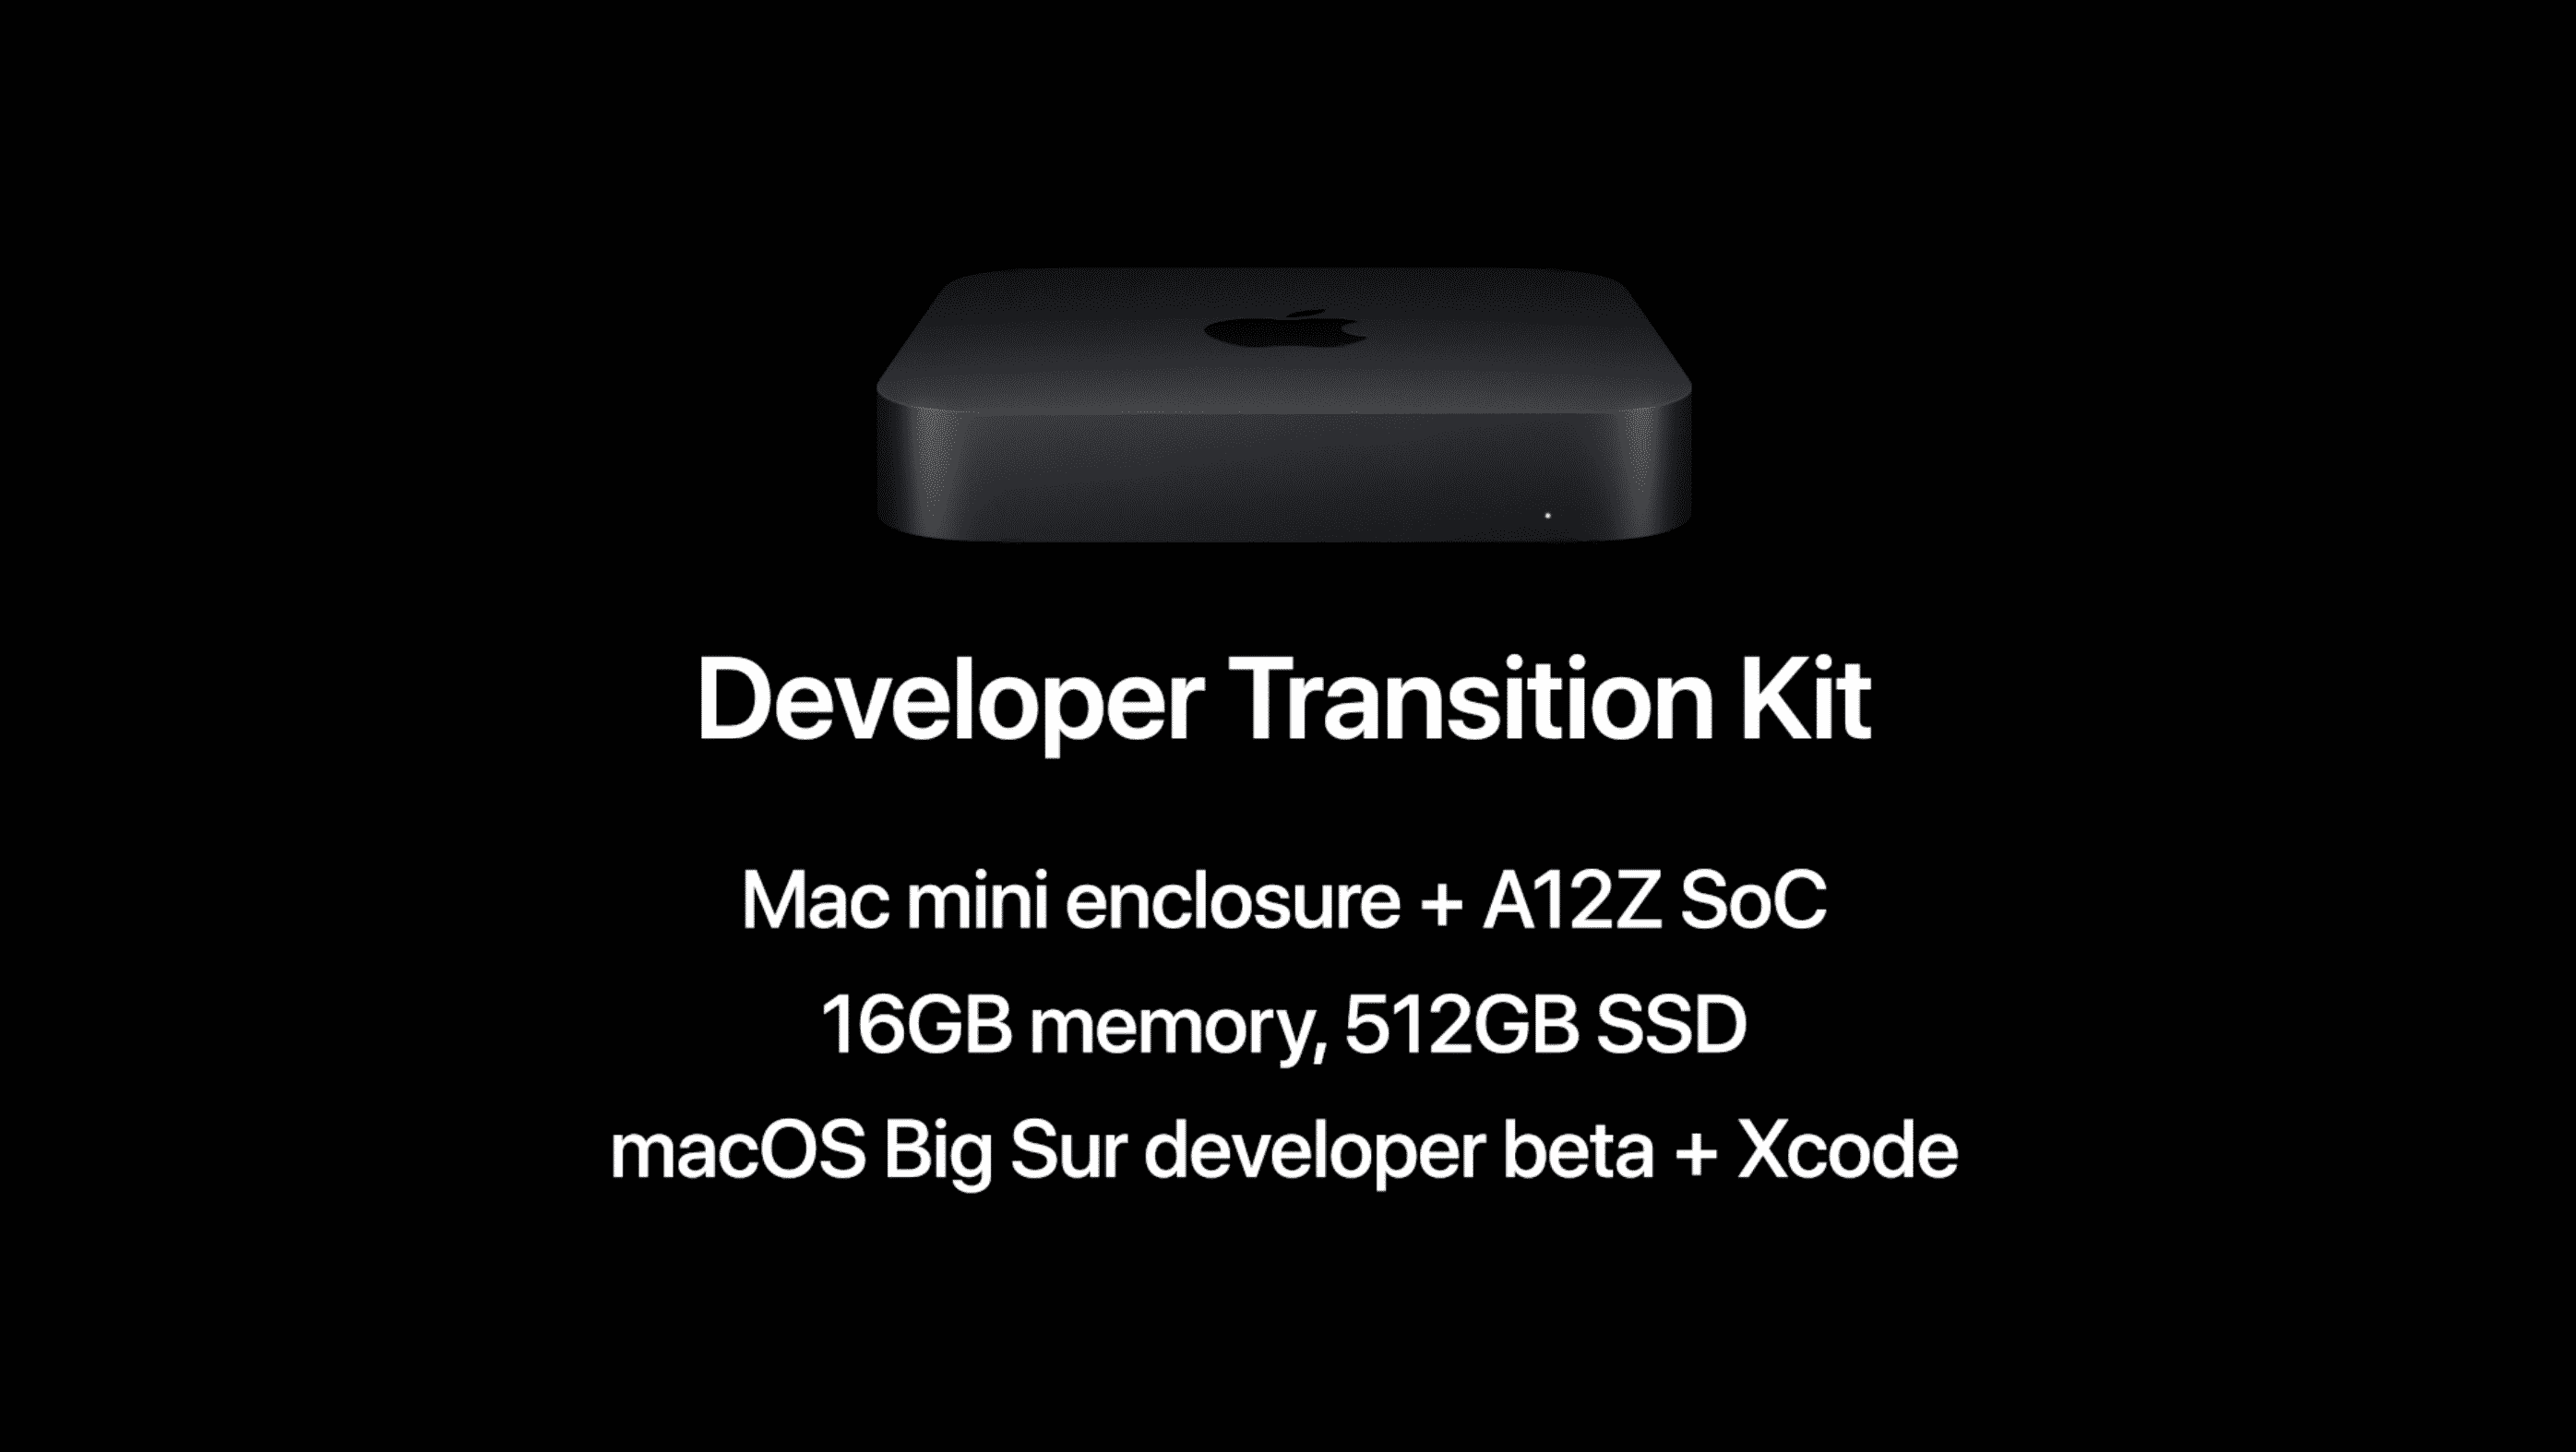 Developer Transition Kit
Mac mini enclosure + A12Z SoC
16GB memory, 512GB SSD
macOS Big Sur developer beta + Xcode